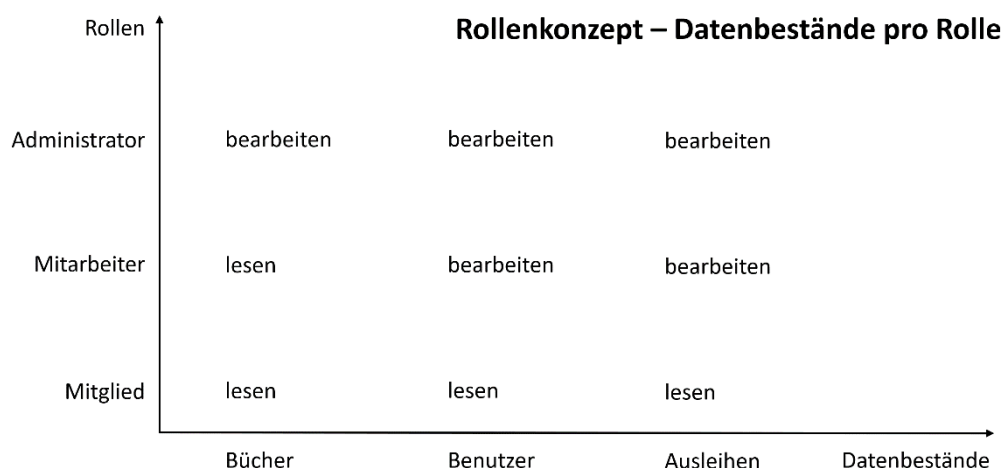 Rollen
Rollenkonzept – Datenbestände pro Rolle
Administrator bearbeiten bearbeiten bearbeiten
Mitarbeiter lesen bearbeiten bearbeiten
Mitglied lesen lesen lesen
Bücher Benutzer Ausleihen Datenbestände